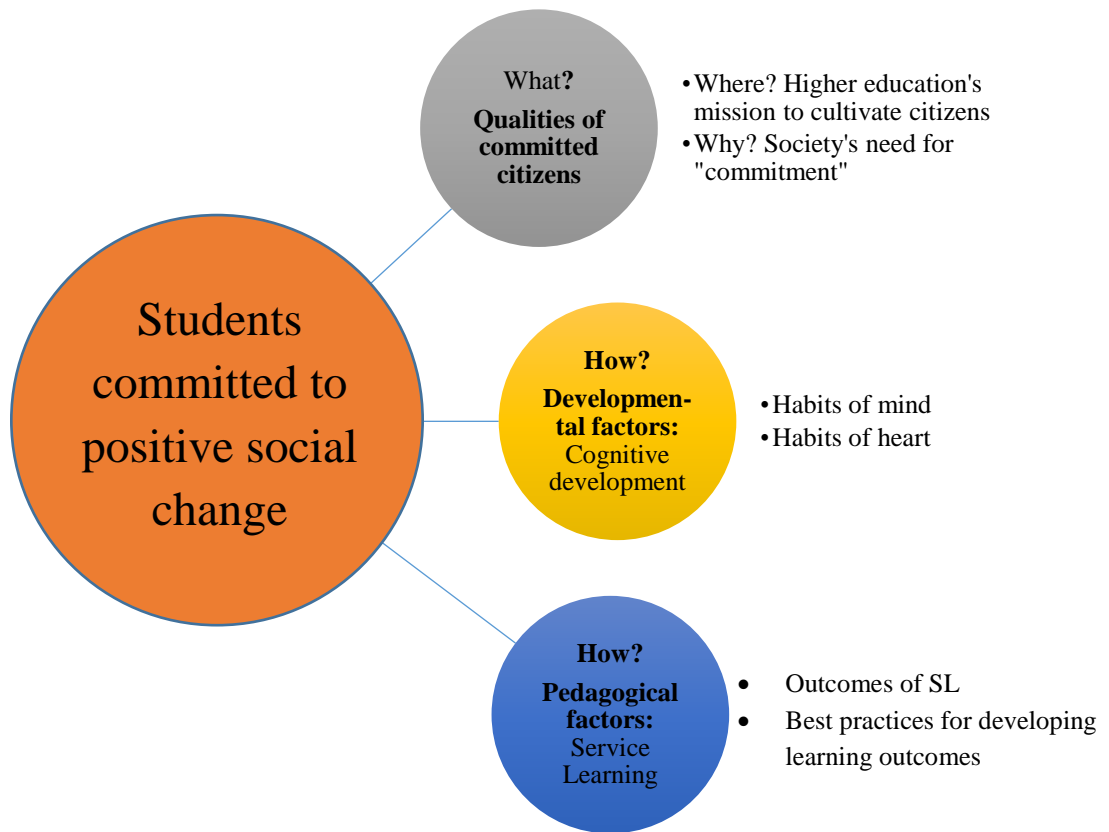 What?
Qualities of
committed
citizens
•Where? Higher education's
mission to cultivate citizens
•Why? Society's need for
"commitment"
Students
committed to
positive social
change
How?
Developmen-
tal factors:
Cognitive
development
•Habits of mind
•Habits of heart
How?
Pedagogical
factors:
Service
Learning
• Outcomes of SL
• Best practices for developing
learning outcomes